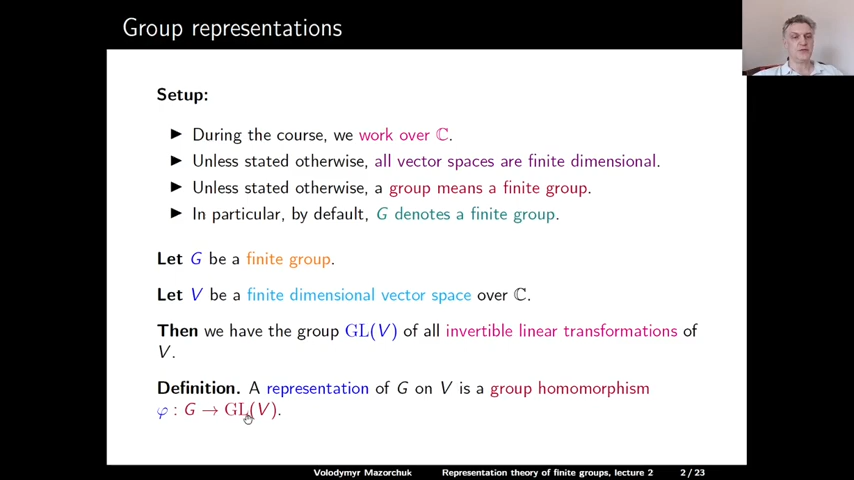 Group representations
Setup:
▶ During the course, we work over ℂ.
▶ Unless stated otherwise, all vector spaces are finite dimensional.
▶ Unless stated otherwise, a group means a finite group.
▶ In particular, by default, G denotes a finite group.
Let G be a finite group.
Let V be a finite dimensional vector space over ℂ.
Then we have the group GL(V) of all invertible linear transformations of
V.
Definition. A representation of G on V is a group homomorphism
φ : G → GL(V).
Volodymyr Mazorchuk Representation theory of finite groups, lecture 2 2/23